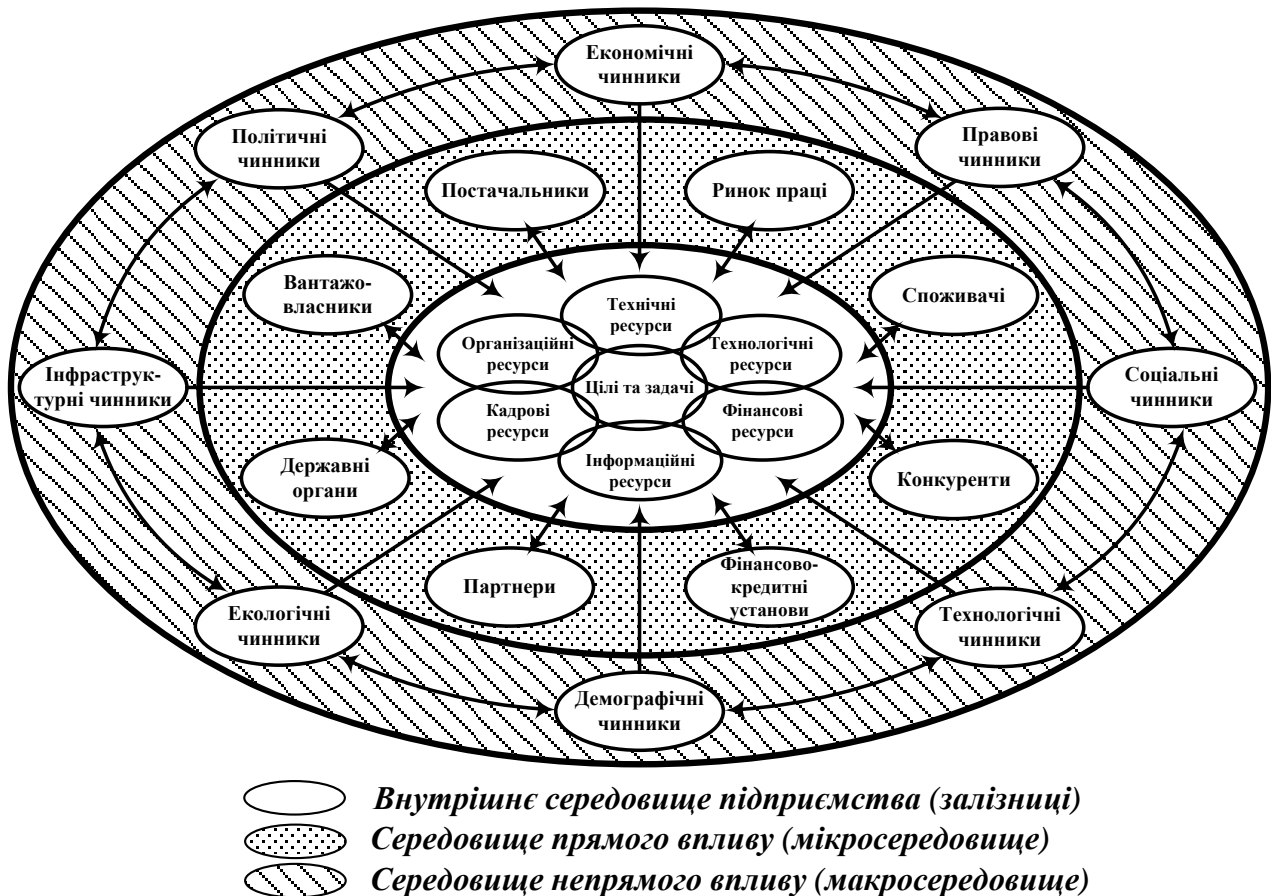 Економічні
чинники
Політичні
чинники
Правові
чинники
Постачальники
Ринок праці
Вантажо-
власники
Споживачі
Технічні
ресурси
Організаційні
ресурси
Технологічні
ресурси
Інфраструк-
турні чинники
Цілі та задачі
Соціальні
чинники
Кадрові
ресурси
Фінансові
ресурси
Інформаційні
ресурси
Державні
органи
Конкуренти
Партнери
Фінансово-
кредитні
установи
Екологічні
чинники
Технологічні
чинники
Демографічні
чинники
Внутрішнє середовище підприємства (залізниці)
Середовище прямого впливу (мікросередовище)
Середовище непрямого впливу (макросередовище)